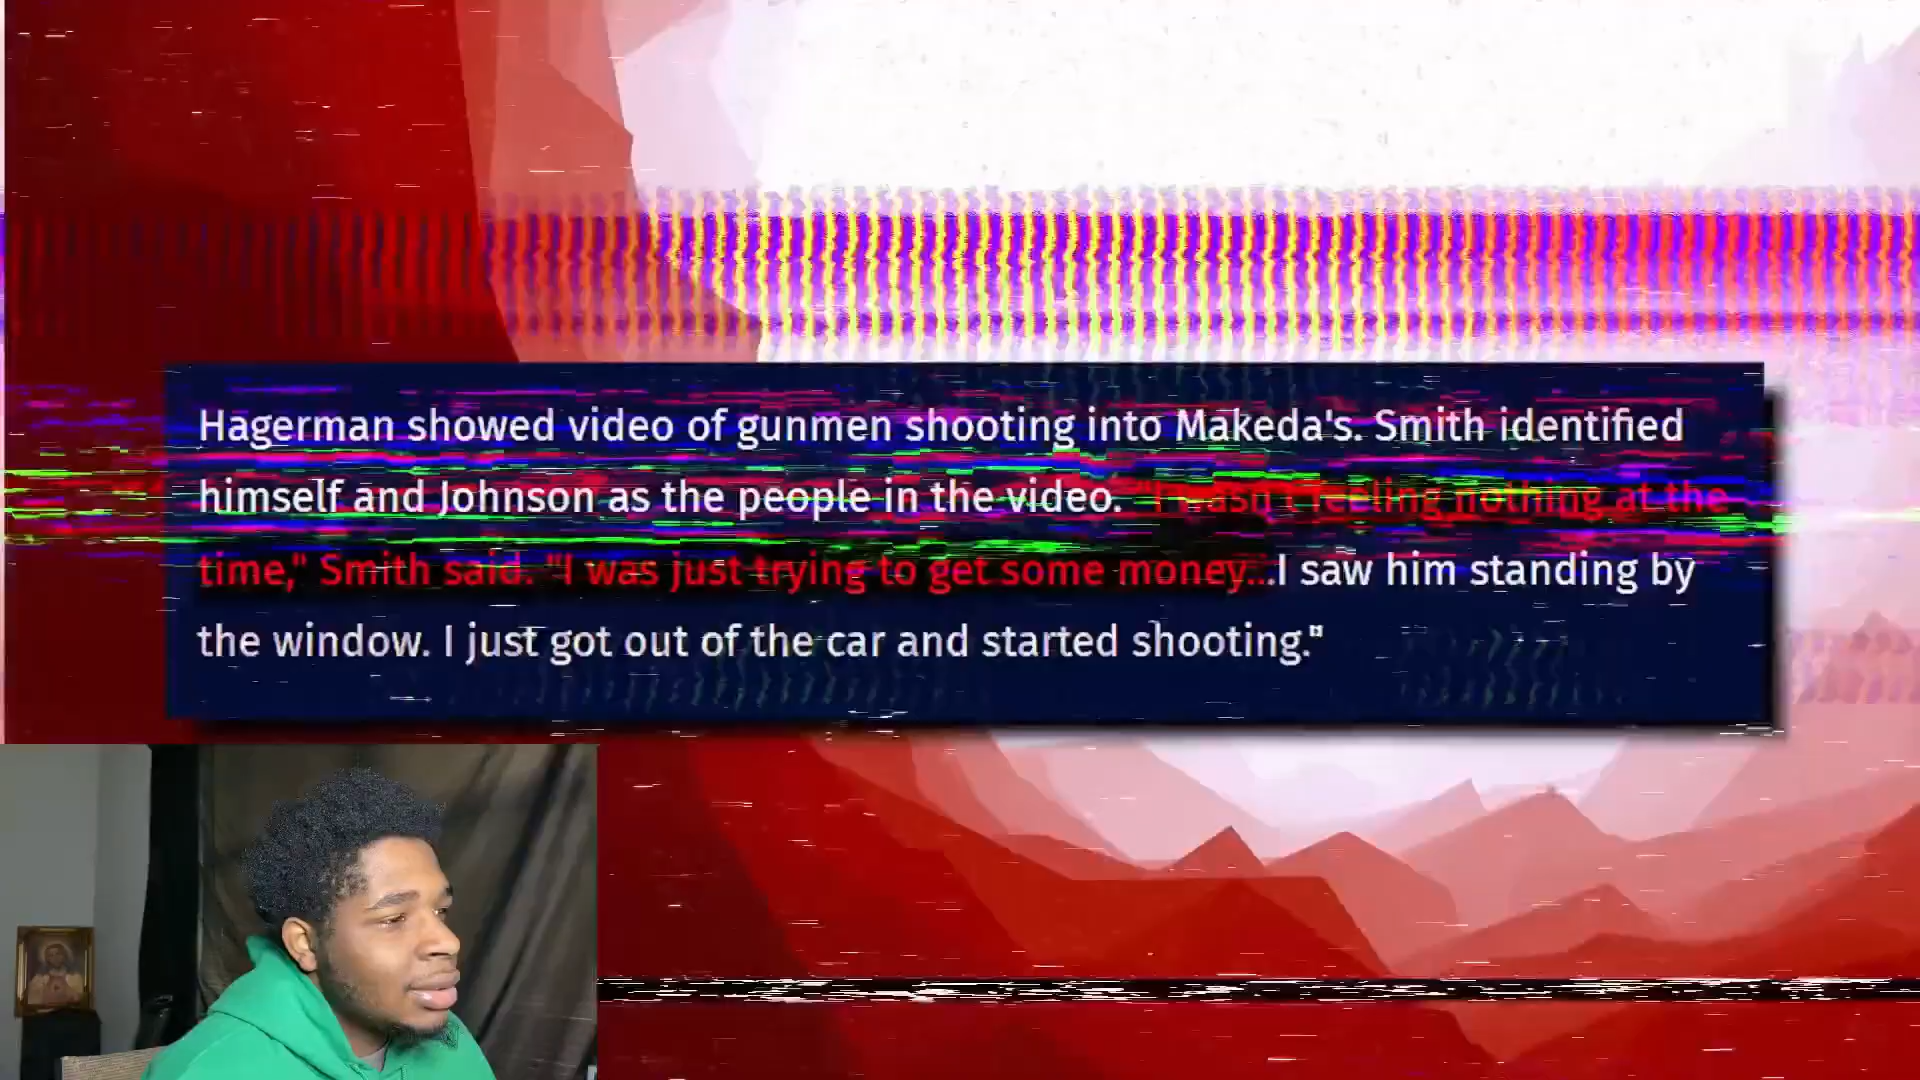 Hagerman showed video of gunmen shooting into Makeda's. Smith identified
himself and Johnson as the people in the video. "I wasn't feeling nothing at the
time," Smith said. "I was just trying to get some money...I saw him standing by
the window. I just got out of the car and started shooting."